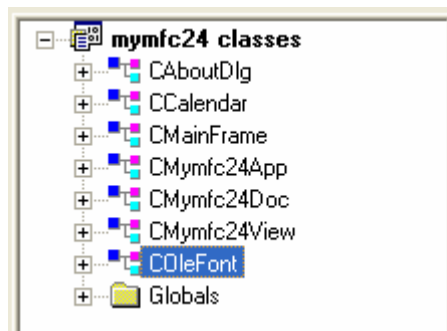 mymfc24 classes
CAboutDlg
CCalendar
CMainFrame
CMymfc24App
CMymfc24Doc
CMymfc24View
COleFont
Globals